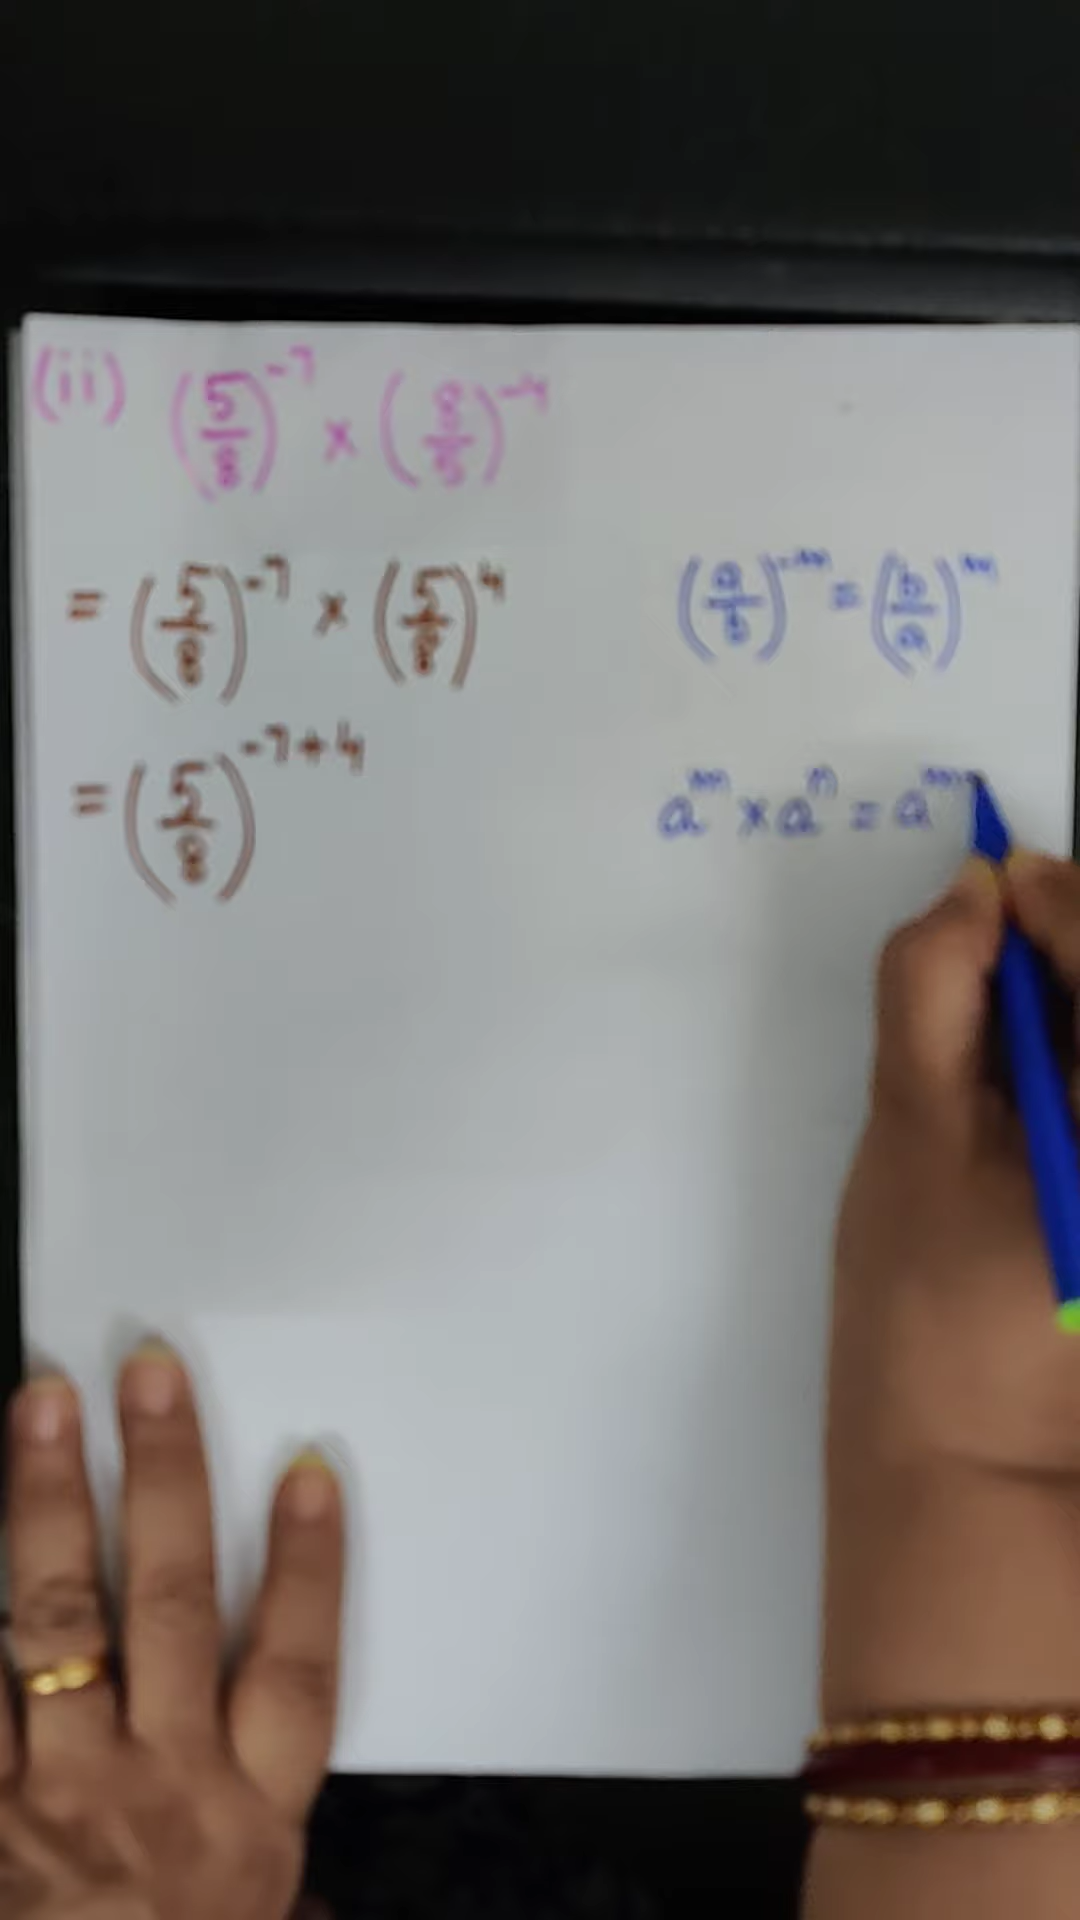 (ii) (5/8)^-7 × (8/5)^-4
= (5/8)^-7 × (5/8)^4
(a/b)^-m = (b/a)^m
= (5/8)^-7+4
a^m × a^n = a^m